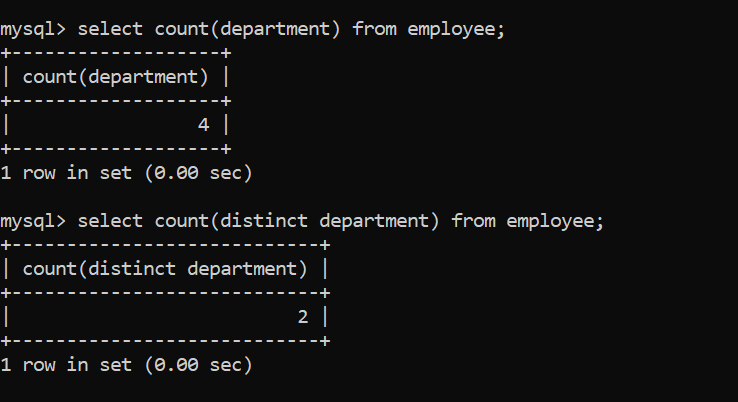 mysql> select count(department) from employee;
+-------------------+
| count(department) |
+-------------------+
|                 4 |
+-------------------+
1 row in set (0.00 sec)
mysql> select count(distinct department) from employee;
+----------------------------+
| count(distinct department) |
+----------------------------+
|                          2 |
+----------------------------+
1 row in set (0.00 sec)